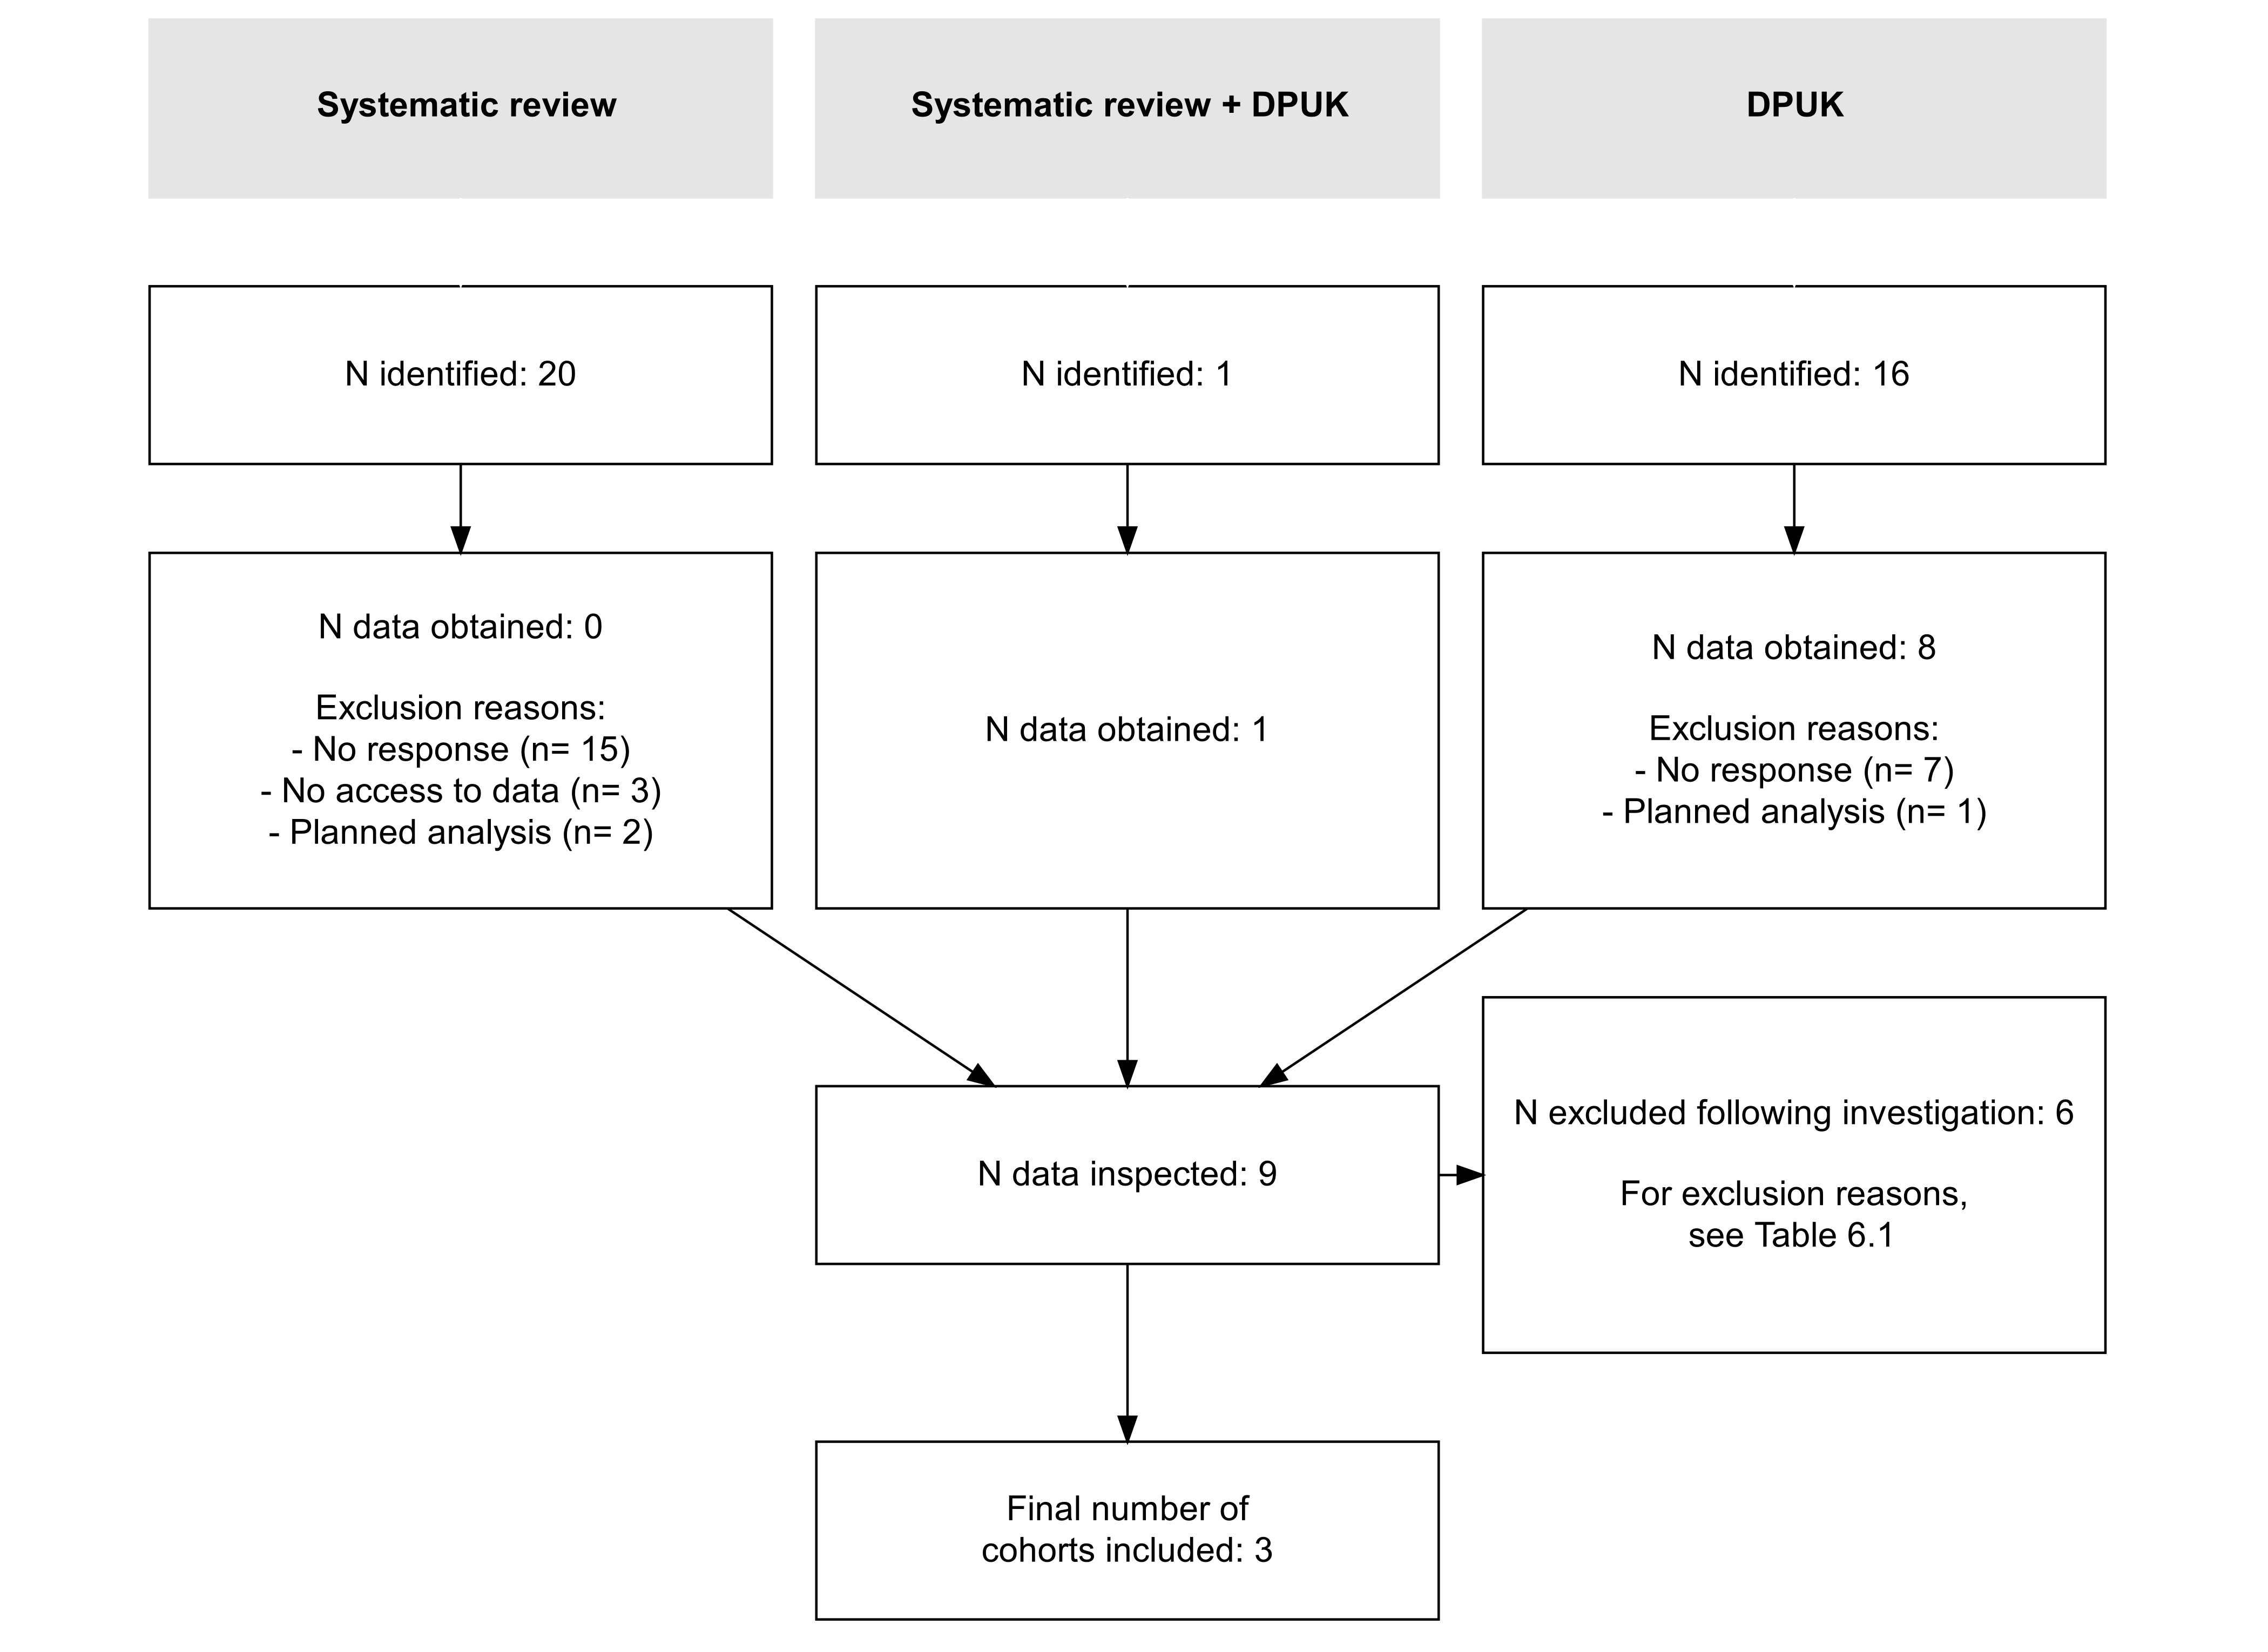 Systematic review
Systematic review + DPUK
DPUK
N identified: 20
N identified: 1
N identified: 16
N data obtained: 0
Exclusion reasons:
- No response (n= 15)
- No access to data (n= 3)
- Planned analysis (n= 2)
N data obtained: 1
N data obtained: 8
Exclusion reasons:
- No response (n= 7)
- Planned analysis (n= 1)
N data inspected: 9
N excluded following investigation: 6
For exclusion reasons,
see Table 6.1
Final number of
cohorts included: 3